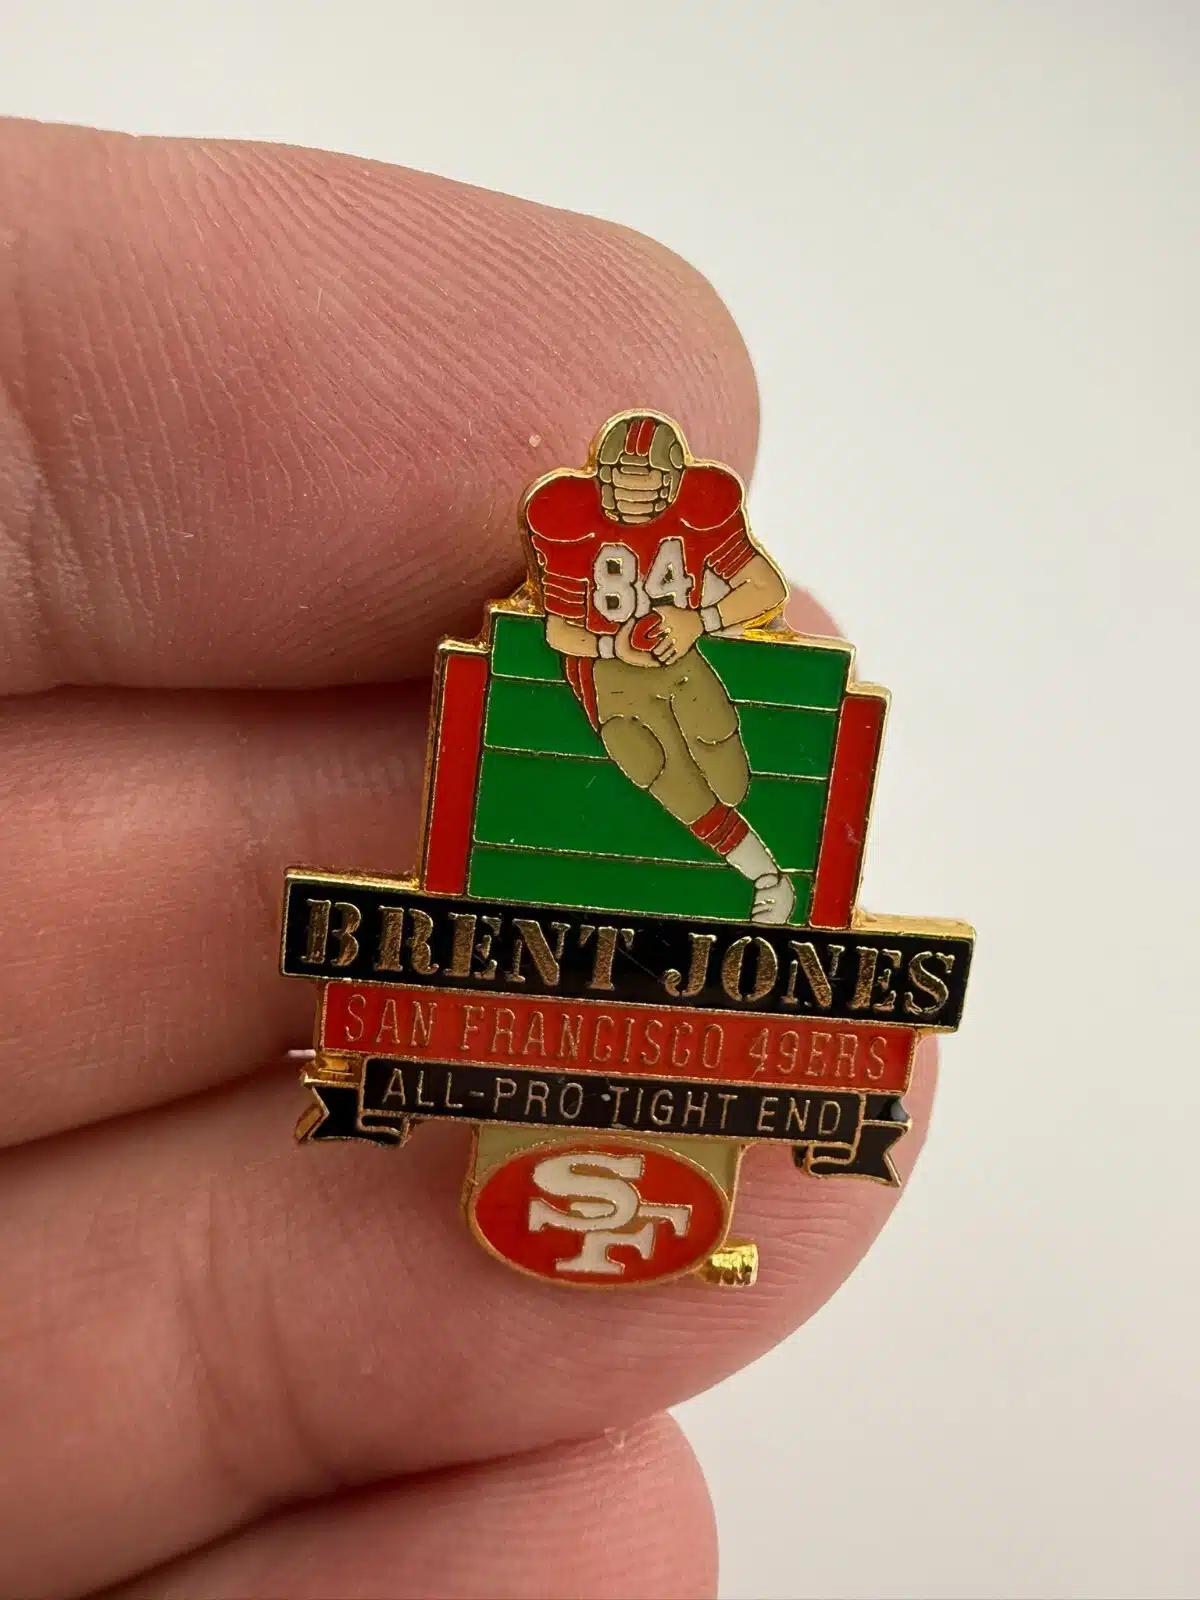 84
BRENT JONES
SAN FRANCISCO 49ERS
ALL-PRO TIGHT END
SF